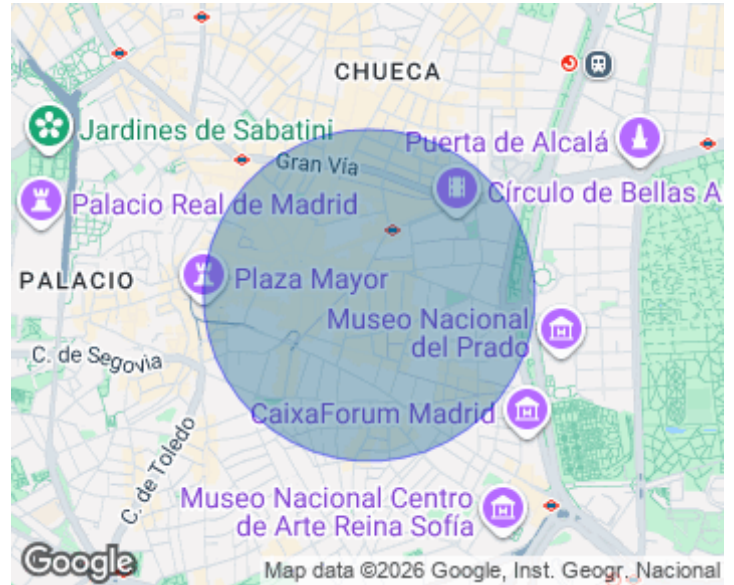 CHUECA
Jardines de Sabatini
Puerta de Alcalá
Gran Vía
Palacio Real de Madrid
Círculo de Bellas A
PALACIO
Plaza Mayor
Museo Nacional
del Prado
C. de Segovia
CaixaForum Madrid
C. de Toledo
Museo Nacional Centro
de Arte Reina Sofía
Google
Map data ©2026 Google, Inst. Geogr. Nacional